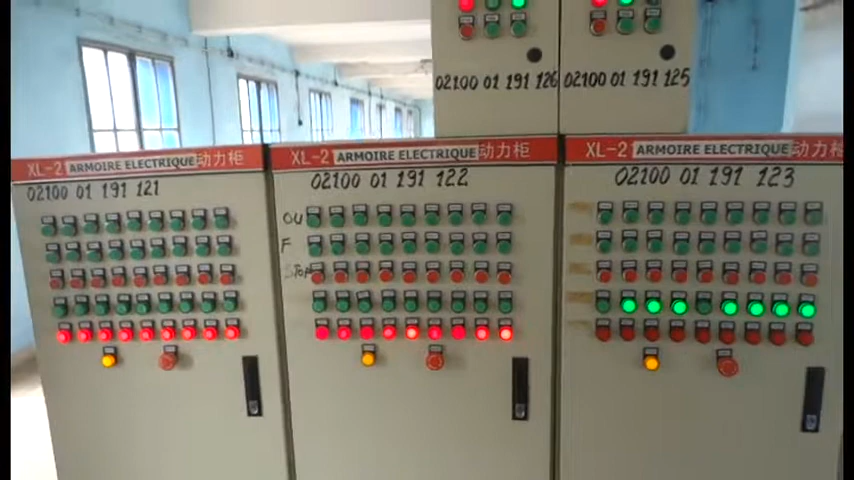 02100 01 191 126
02100 01 191 125
XL-2 ARMOIRE ELECTRIQUE 动力柜
02100 01 191 121
XL-2 ARMOIRE ELECTRIQUE 动力柜
02100 01 191 122
OU
F
Stop
XL-2 ARMOIRE ELECTRIQUE 动力柜
02100 01 191 123